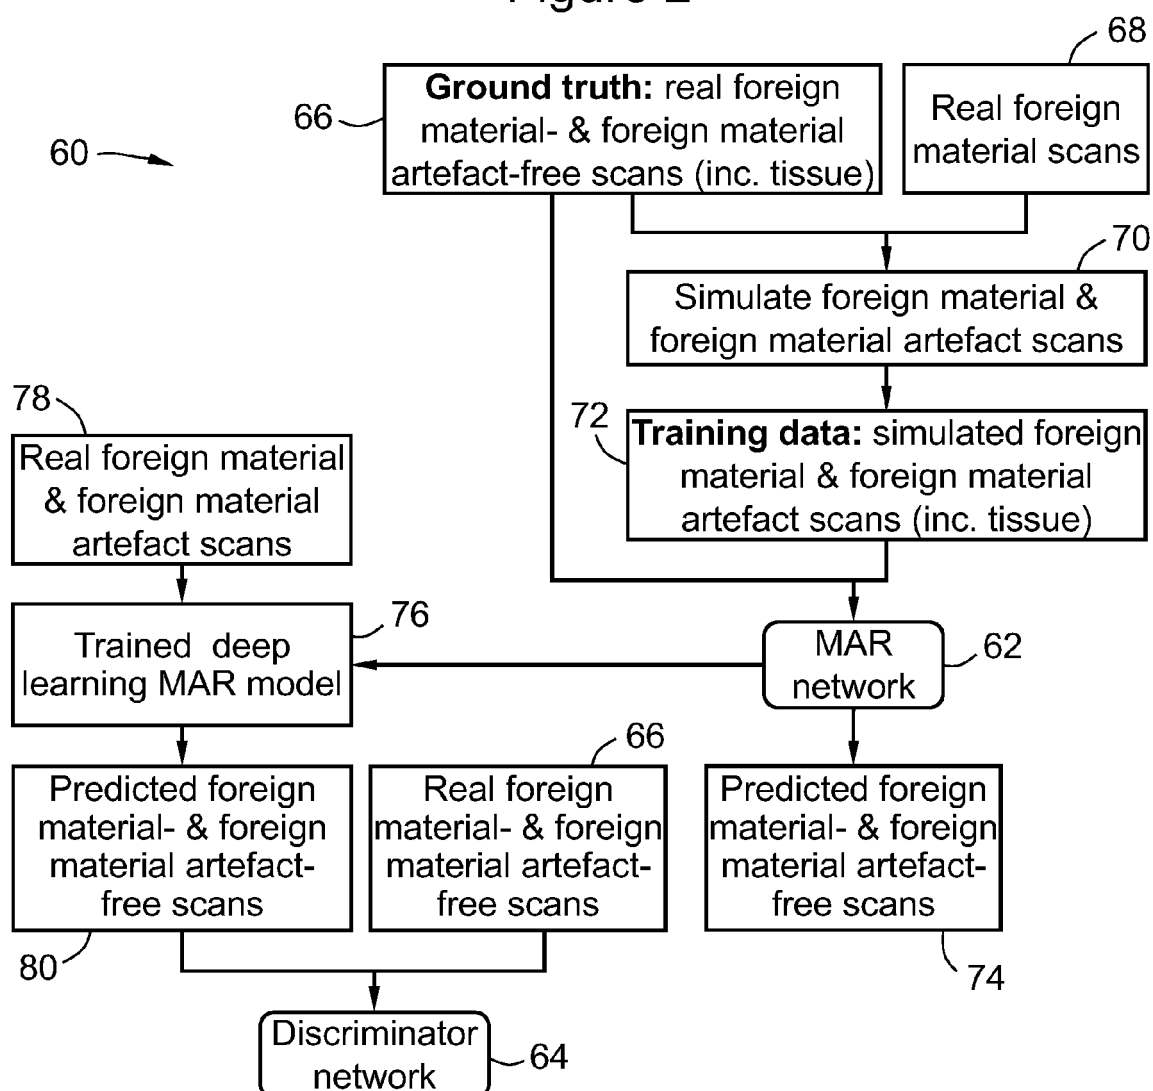 68
66
Ground truth: real foreign
material- & foreign material
artefact-free scans (inc. tissue)
Real foreign
material scans
60
70
Simulate foreign material &
foreign material artefact scans
78
72
Training data: simulated foreign
material & foreign material
artefact scans (inc. tissue)
Real foreign material
& foreign material
artefact scans
76
Trained deep
learning MAR model
MAR
network
62
66
Predicted foreign
material- & foreign
material artefact-
free scans
Real foreign
material- & foreign
material artefact-
free scans
Predicted foreign
material- & foreign
material artefact-
free scans
80
74
Discriminator
network
64